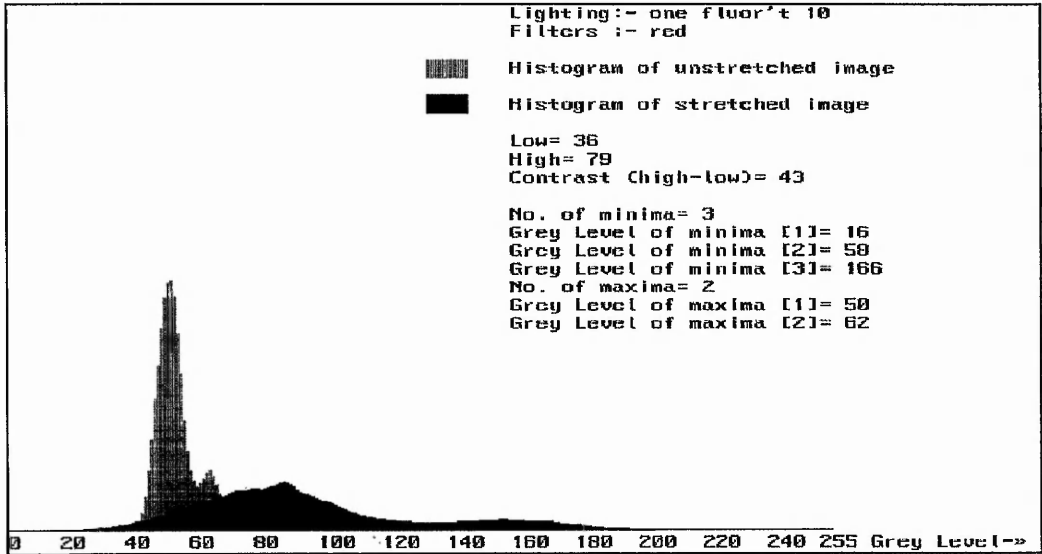 Lighting:- one fluor't 10
Filters :- red
Histogram of unstretched image
Histogram of stretched image
Low= 36
High= 79
Contrast (high-low)= 43
No. of minima= 3
Grey Level of minima [1]= 16
Grey Level of minima [2]= 58
Grey Level of minima [3]= 166
No. of maxima= 2
Grey Level of maxima [1]= 50
Grey Level of maxima [2]= 62
0 20 40 60 80 100 120 140 160 180 200 220 240 255 Grey Level->